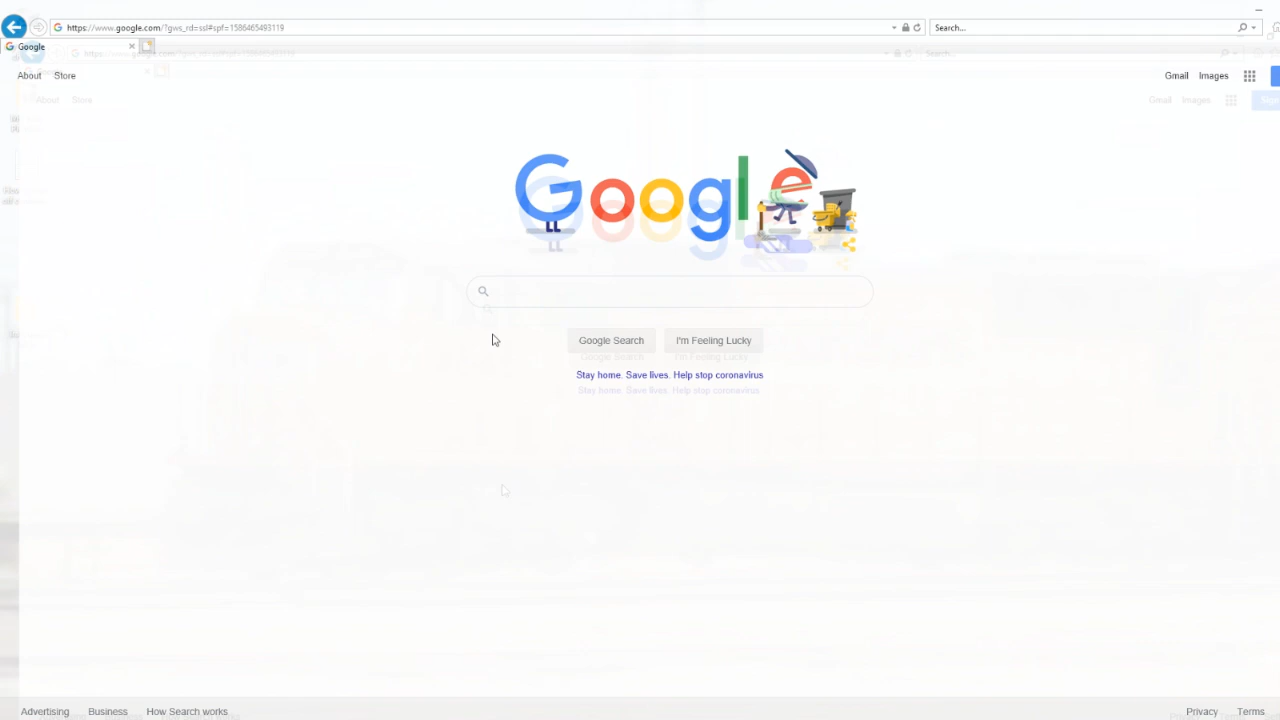 https://www.google.com/?gws_rd=ssl#spf=1586465493119
Search...
Google
About Store
Gmail Images
Google
Google Search I'm Feeling Lucky
Stay home. Save lives. Help stop coronavirus
Advertising Business How Search works
Privacy Terms